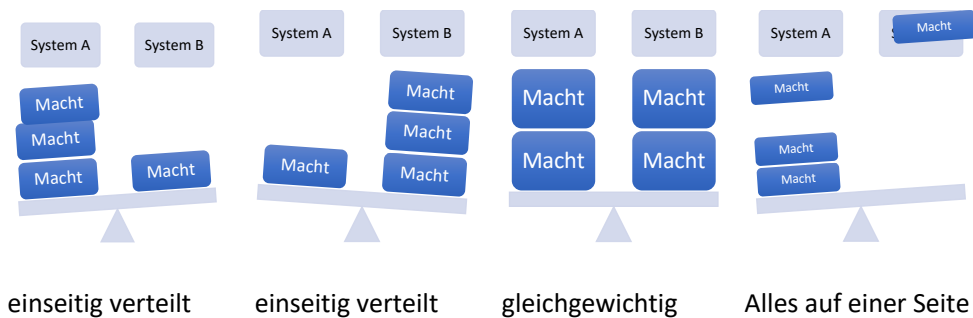 System A
System B
Macht
Macht
Macht
Macht
einseitig verteilt
System A
System B
Macht
Macht
Macht
Macht
einseitig verteilt
System A
System B
Macht
Macht
Macht
Macht
gleichgewichtig
System A
Macht
Macht
Macht
Macht
Alles auf einer Seite